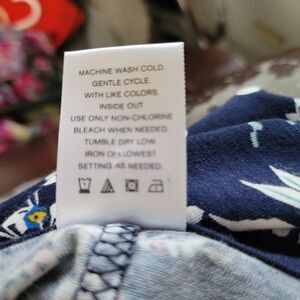 MACHINE WASH COLD.
GENTLE CYCLE.
WITH LIKE COLORS.
INSIDE OUT
USE ONLY NON-CHLORINE
BLEACH WHEN NEEDED.
TUMBLE DRY LOW.
IRON ON LOWEST
SETTING AS NEEDED.